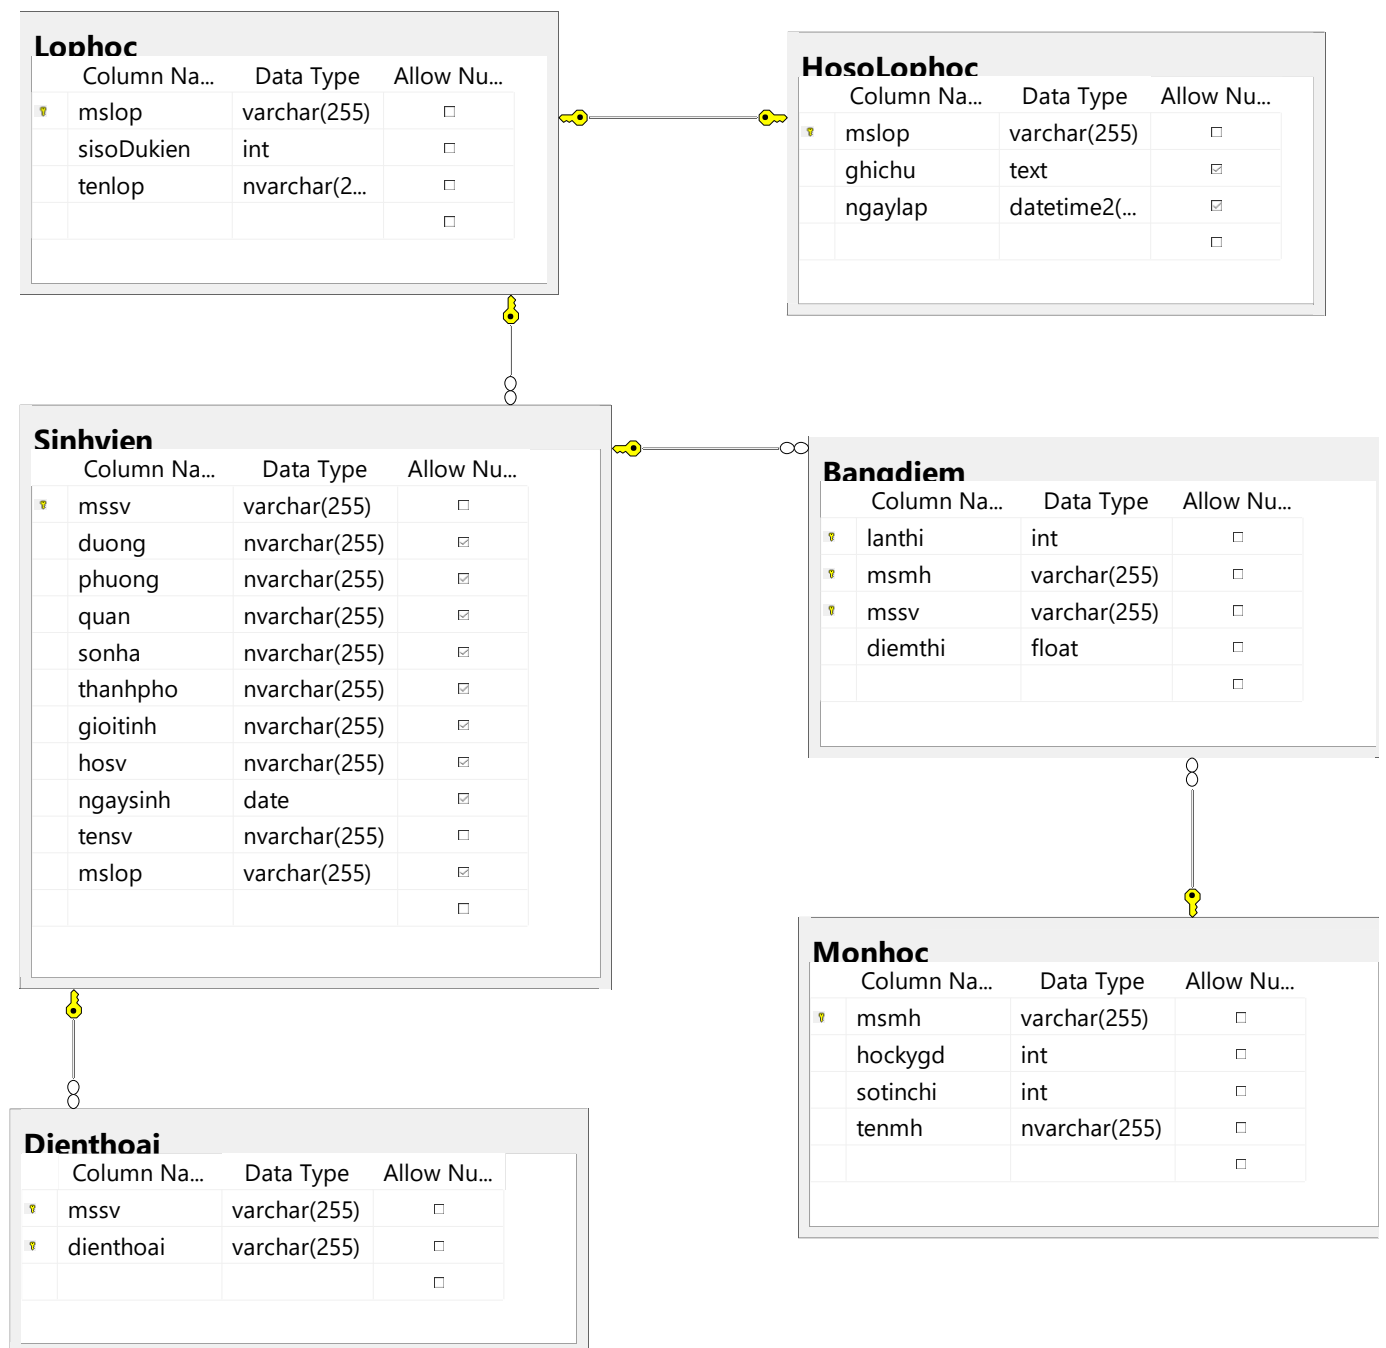 Lophoc
Column Na... Data Type Allow Nu...
mslop varchar(255)
sisoDukien int
tenlop nvarchar(2...
HosoLophoc
Column Na... Data Type Allow Nu...
mslop varchar(255)
ghichu text
ngaylap datetime2(...
Sinhvien
Column Na... Data Type Allow Nu...
mssv varchar(255)
duong nvarchar(255)
phuong nvarchar(255)
quan nvarchar(255)
sonha nvarchar(255)
thanhpho nvarchar(255)
gioitinh nvarchar(255)
hosv nvarchar(255)
ngaysinh date
tensv nvarchar(255)
mslop varchar(255)
Bangdiem
Column Na... Data Type Allow Nu...
lanthi int
msmh varchar(255)
mssv varchar(255)
diemthi float
Monhoc
Column Na... Data Type Allow Nu...
msmh varchar(255)
hockygd int
sotinchi int
tenmh nvarchar(255)
Dienthoai
Column Na... Data Type Allow Nu...
mssv varchar(255)
dienthoai varchar(255)